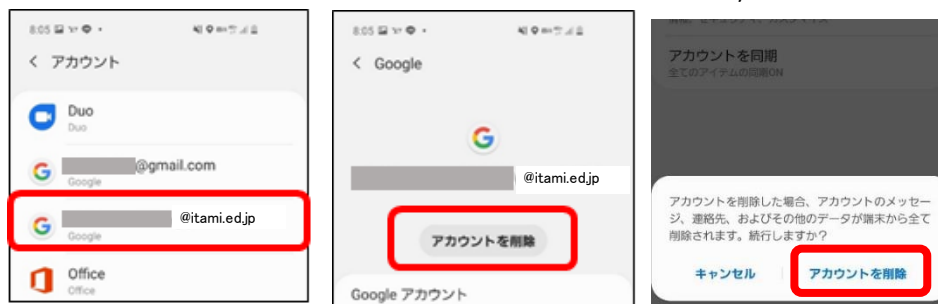 8:05
アカウント
Duo
Duo
@gmail.com
Google
@itami.ed.jp
Google
Office
Office
8:05
Google
@itami.ed.jp
アカウントを削除
Google アカウント
アカウントを同期
全てのアイテムの同期ON
アカウントを削除した場合、アカウントのメッセー
ジ、連絡先、およびその他のデータが端末から全て
削除されます。続行しますか？
キャンセル
アカウントを削除